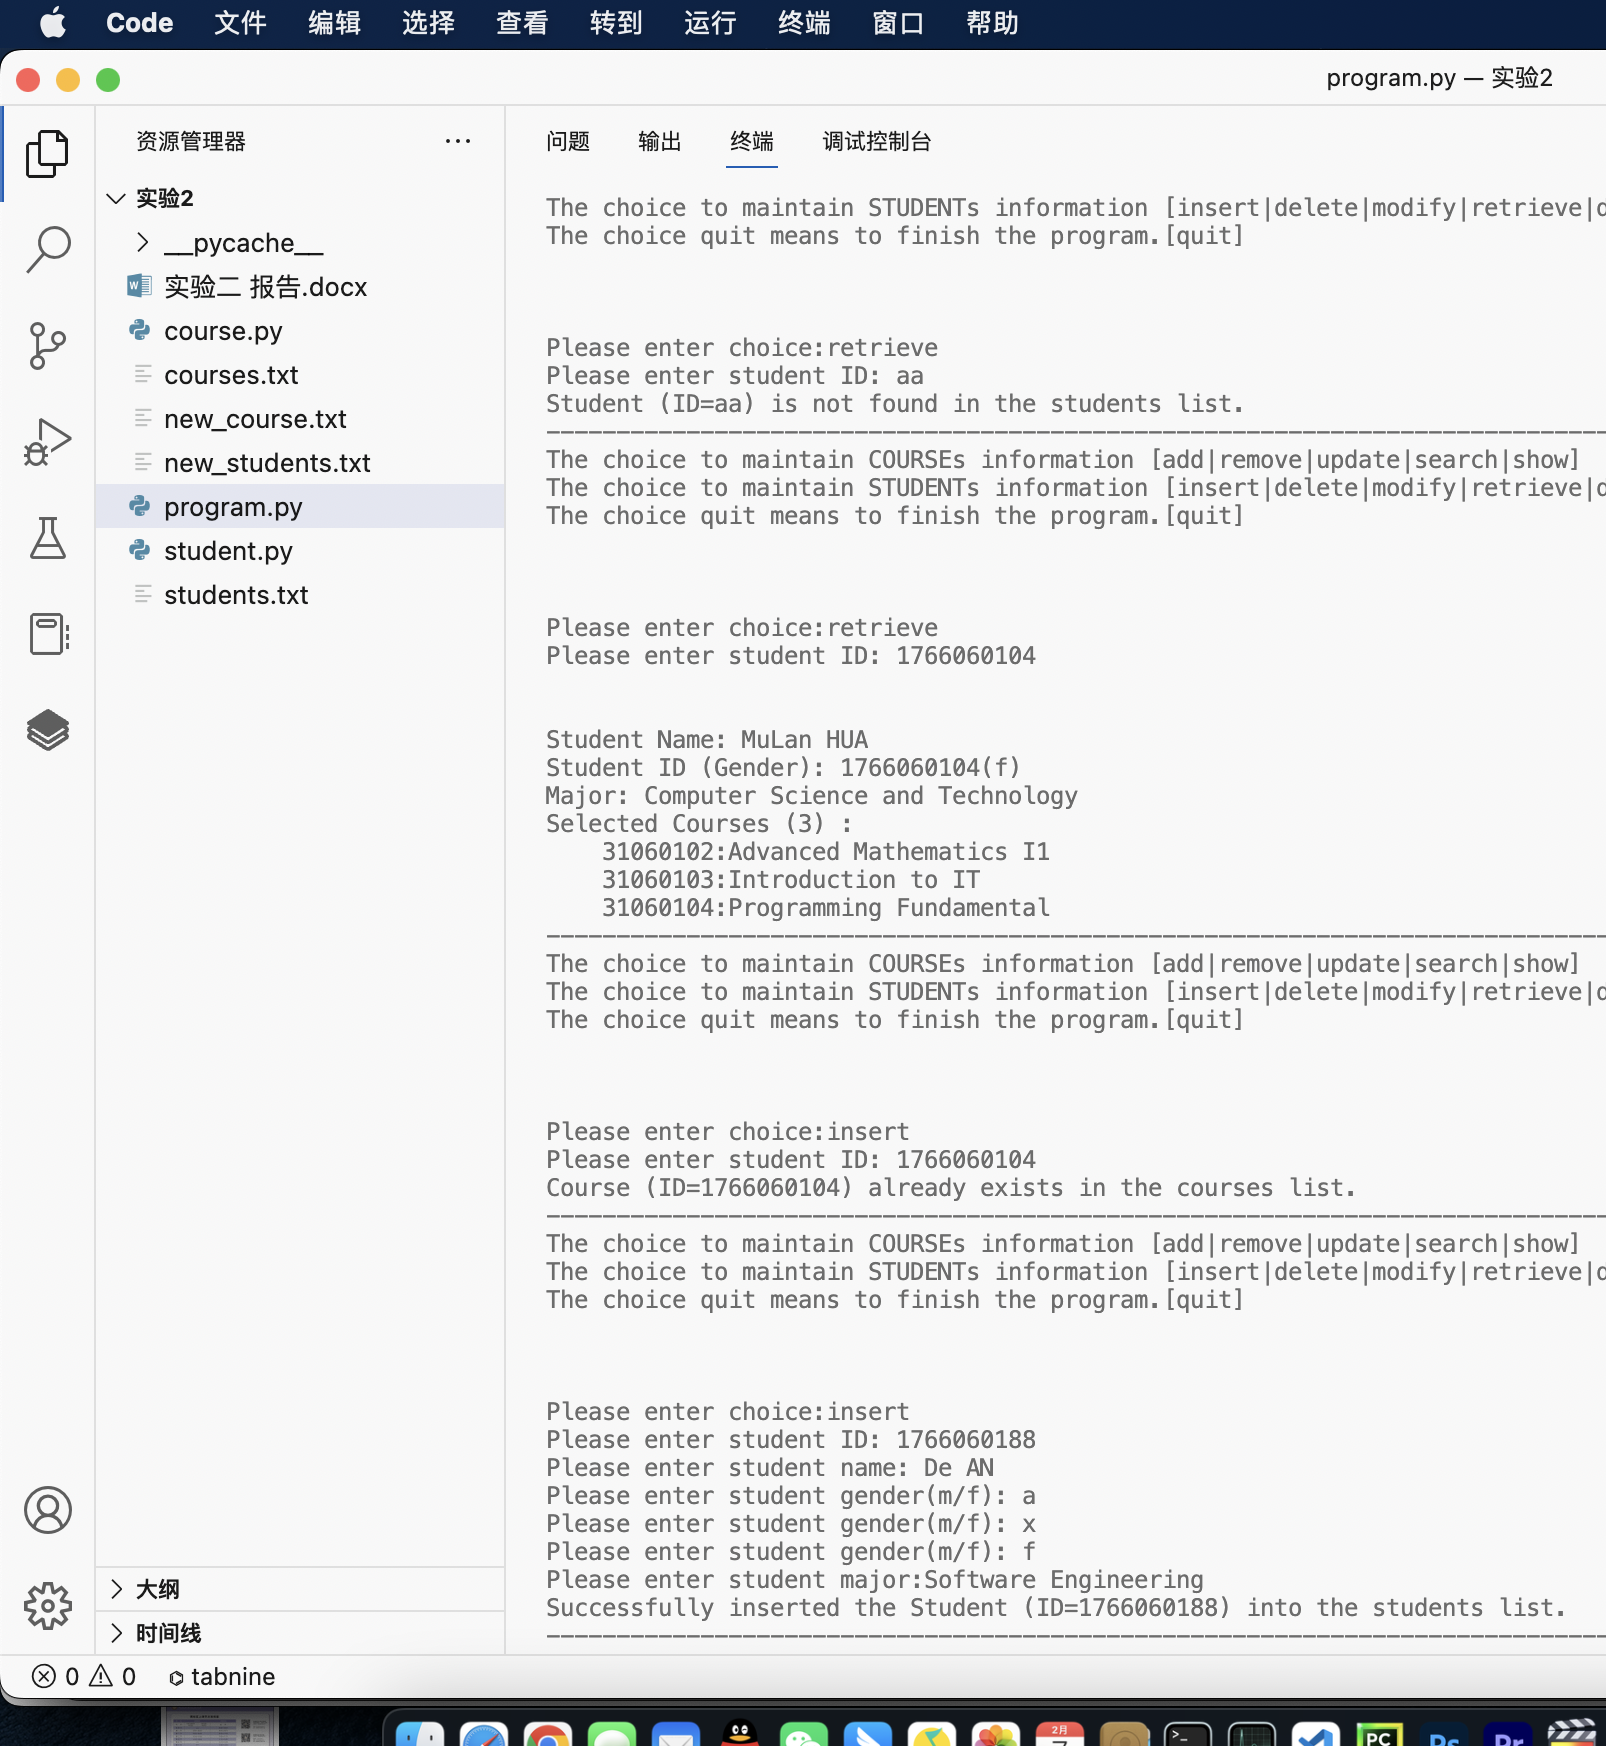 Code 文件 编辑 选择 查看 转到 运行 终端 窗口 帮助
program.py — 实验2
资源管理器
实验2
__pycache__
实验二 报告.docx
course.py
courses.txt
new_course.txt
new_students.txt
program.py
student.py
students.txt
大纲
时间线
问题 输出 终端 调试控制台
The choice to maintain STUDENTs information [insert|delete|modify|retrieve|d
The choice quit means to finish the program.[quit]
Please enter choice:retrieve
Please enter student ID: aa
Student (ID=aa) is not found in the students list.
The choice to maintain COURSEs information [add|remove|update|search|show]
The choice to maintain STUDENTs information [insert|delete|modify|retrieve|d
The choice quit means to finish the program.[quit]
Please enter choice:retrieve
Please enter student ID: 1766060104
Student Name: MuLan HUA
Student ID (Gender): 1766060104(f)
Major: Computer Science and Technology
Selected Courses (3) :
31060102:Advanced Mathematics I1
31060103:Introduction to IT
31060104:Programming Fundamental
The choice to maintain COURSEs information [add|remove|update|search|show]
The choice to maintain STUDENTs information [insert|delete|modify|retrieve|d
The choice quit means to finish the program.[quit]
Please enter choice:insert
Please enter student ID: 1766060104
Course (ID=1766060104) already exists in the courses list.
The choice to maintain COURSEs information [add|remove|update|search|show]
The choice to maintain STUDENTs information [insert|delete|modify|retrieve|d
The choice quit means to finish the program.[quit]
Please enter choice:insert
Please enter student ID: 1766060188
Please enter student name: De AN
Please enter student gender(m/f): a
Please enter student gender(m/f): x
Please enter student gender(m/f): f
Please enter student major:Software Engineering
Successfully inserted the Student (ID=1766060188) into the students list.
0 0 tabnine
2月
PC
Ps
Pr